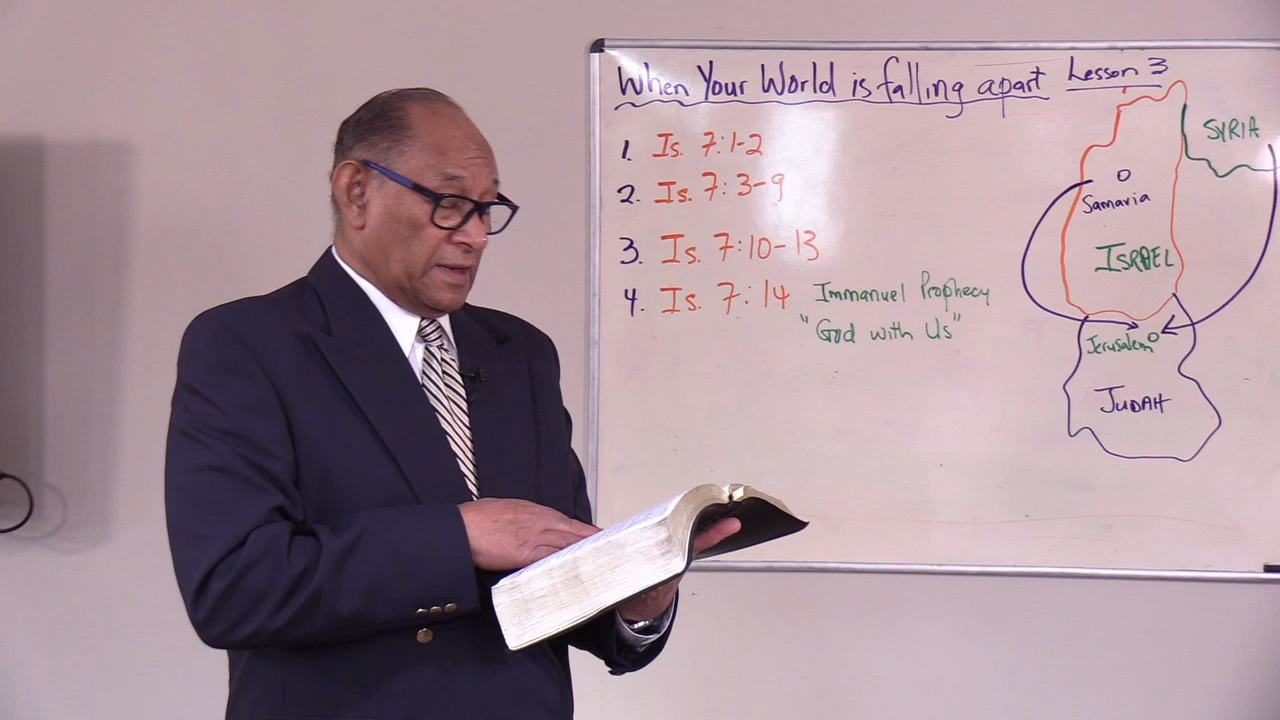 When Your World is falling apart Lesson 3
1. Is. 7:1-2
2. Is. 7:3-9
3. Is. 7:10-13
4. Is. 7:14 Immanuel Prophecy
"God with Us"
SYRIA
Samaria
ISRAEL
Jerusalem
JUDAH